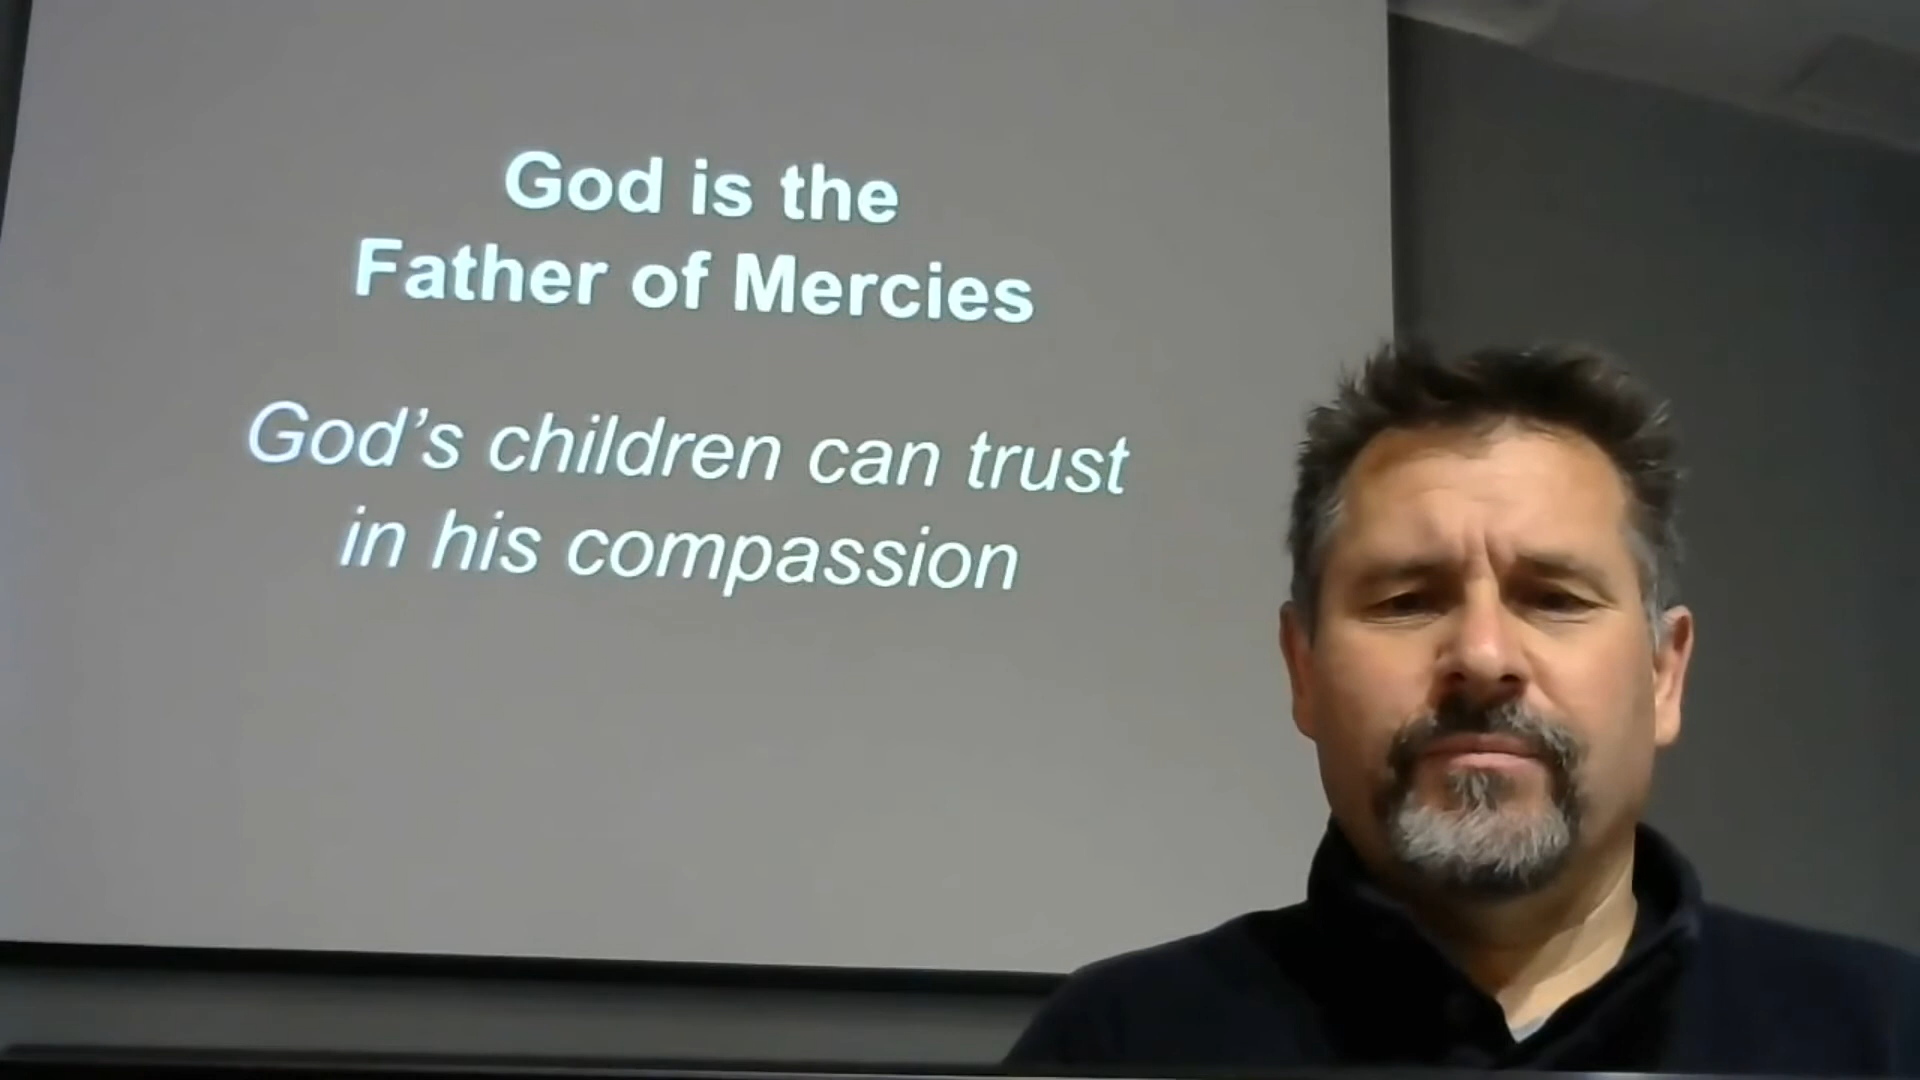 God is the
Father of Mercies
God’s children can trust
in his compassion